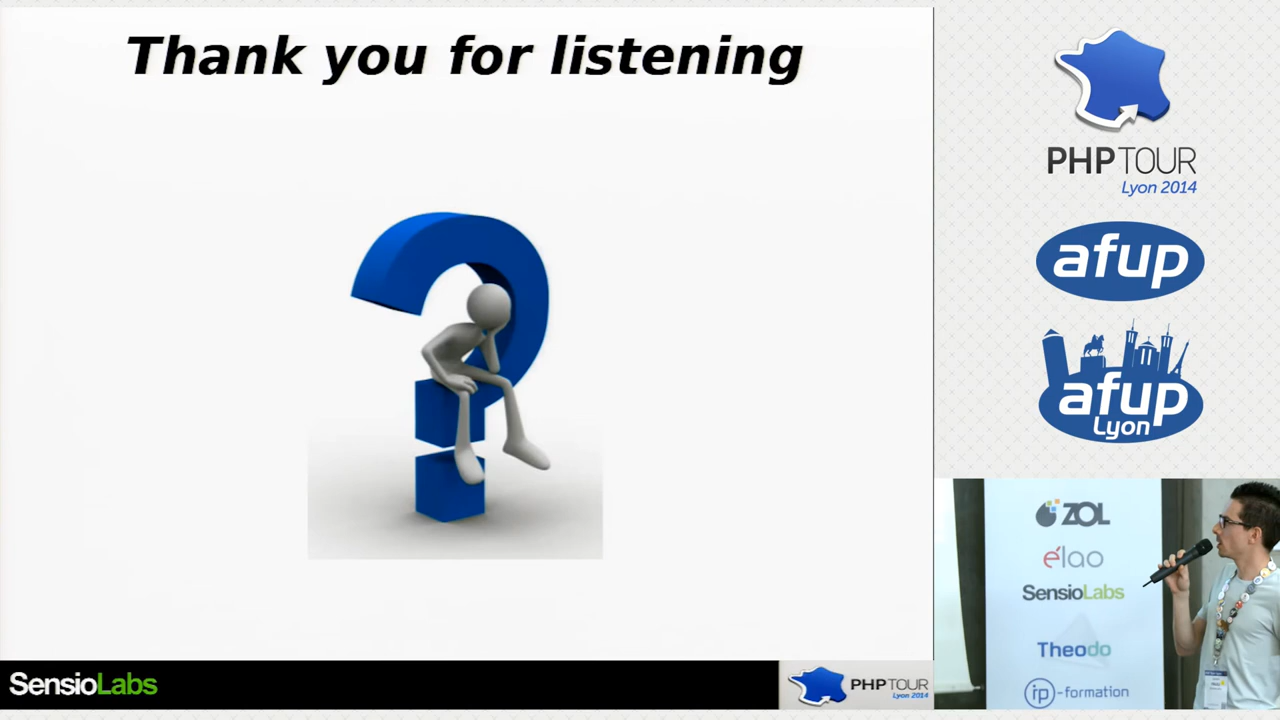 Thank you for listening
PHP TOUR
Lyon 2014
afup
afup
Lyon
ZOL
élao
SensioLabs
Theodo
ip-formation
SensioLabs
PHP TOUR
Lyon 2014